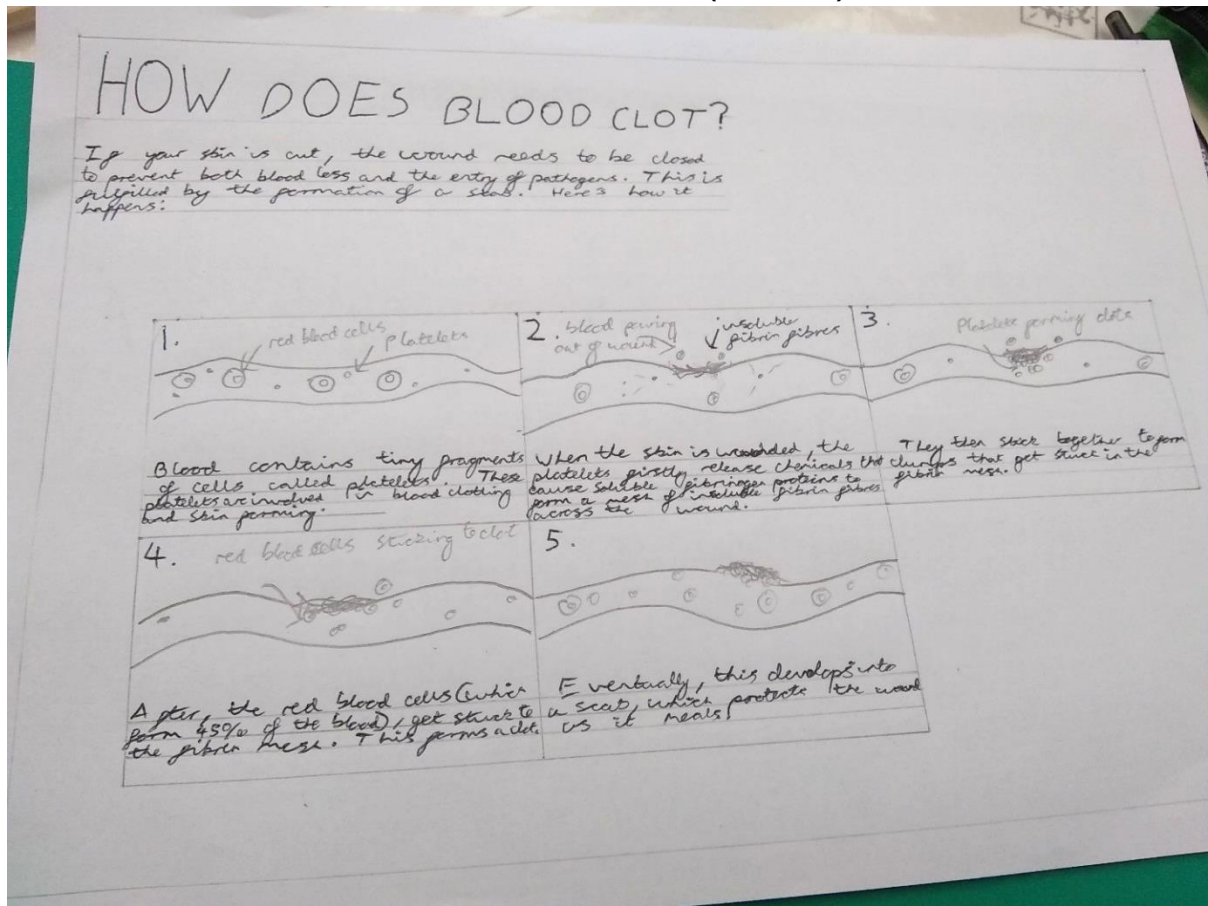 HOW DOES BLOOD CLOT?
If your skin is cut, the wound needs to be closed
to prevent both blood loss and the entry of pathogens. This is
fulfilled by the formation of a scab. Here's how it
happens:
1.
red blood cells
platelets
Blood contains tiny fragments
of cells called platelets. These
platelets are involved in blood clotting
and skin forming.
2.
blood pouring
out of wound
insoluble
fibrin fibres
When the skin is wounded, the
platelets firstly release chemicals that
cause soluble fibrinogen proteins to
form a mesh of insoluble fibrin fibres
across the wound.
3.
Platelets forming clots
They then stick together to form
clumps that get stuck in the
fibrin mesh.
4.
red blood cells sticking to clot
After, the red blood cells (which
form 45% of the blood), get stuck to
the fibrin mesh. This forms a clot.
5.
Eventually, this develops into
a scab, which protects the wound
as it heals.